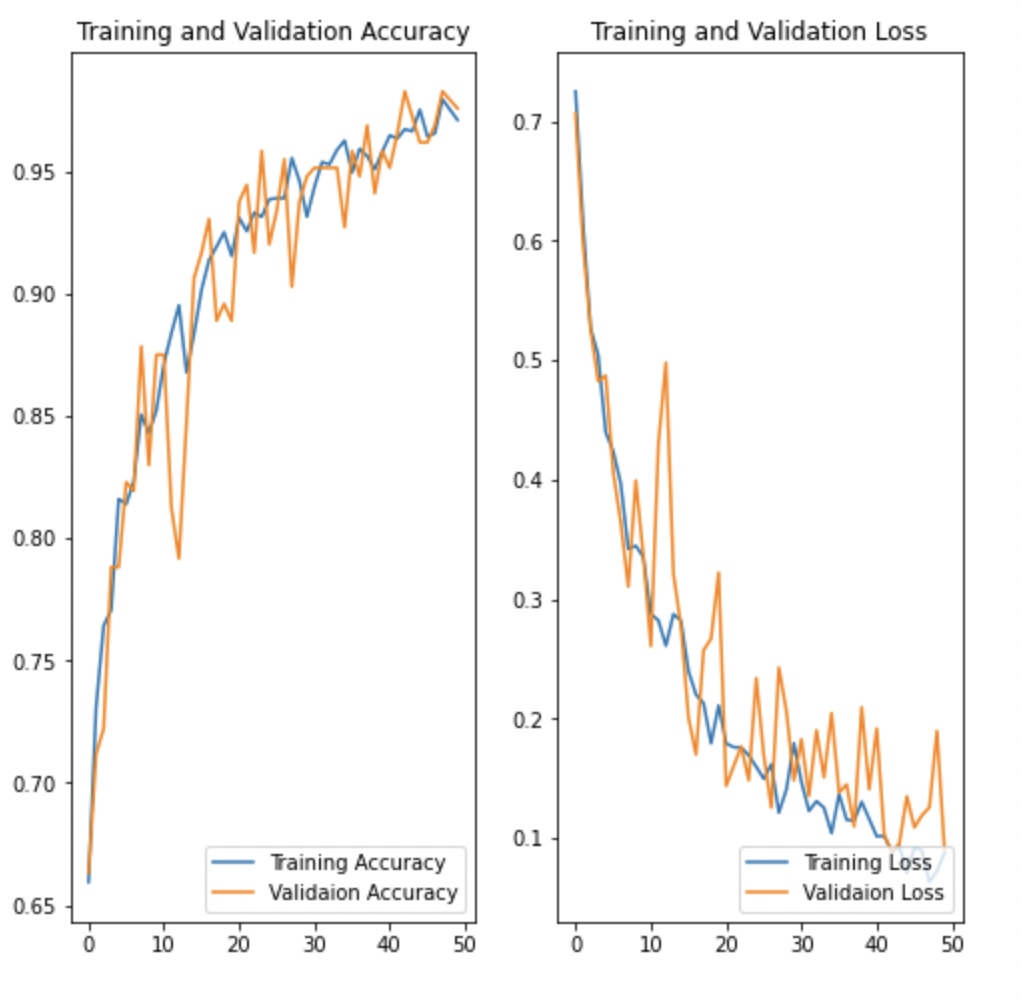 Training and Validation Accuracy
0.95
0.90
0.85
0.80
0.75
0.70
0.65
0 10 20 30 40 50
Training Accuracy
Validaion Accuracy
Training and Validation Loss
0.7
0.6
0.5
0.4
0.3
0.2
0.1
0 10 20 30 40 50
Training Loss
Validaion Loss